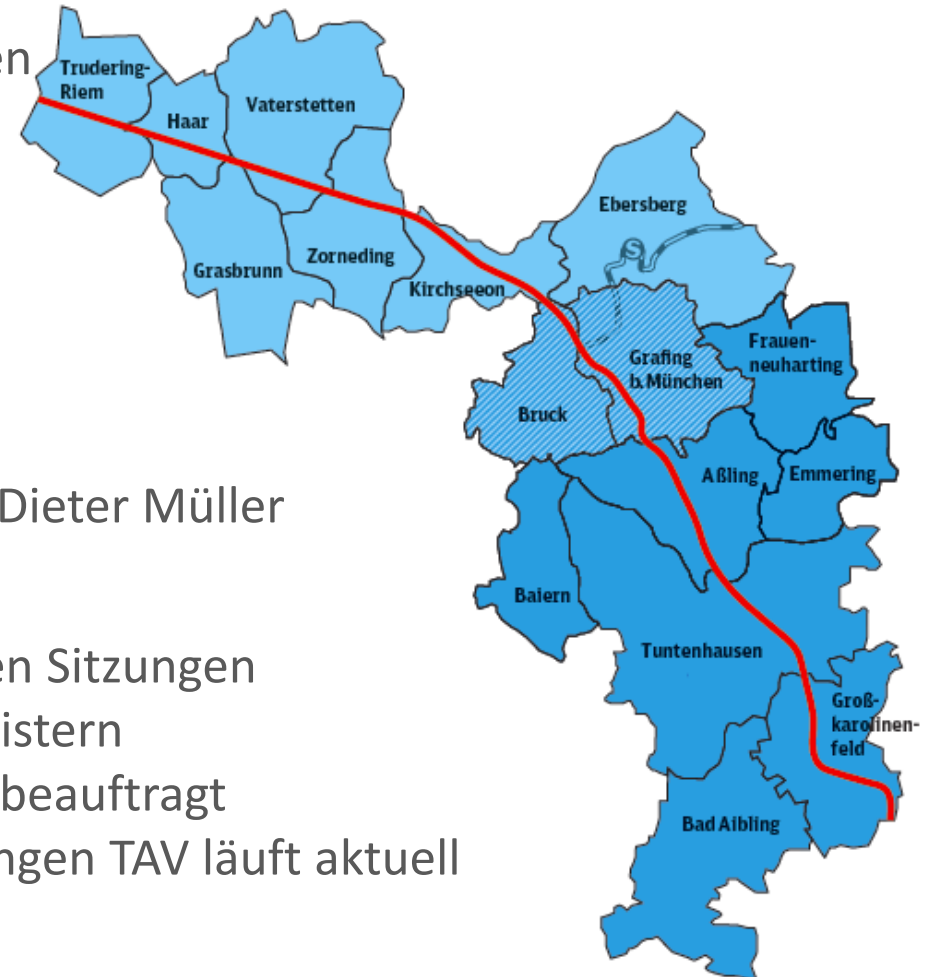 en
Trudering-
Riem
Haar
Vaterstetten
Ebersberg
S
Grasbrunn
Zorneding
Kirchseeon
Frauen-
neuharting
Grafing
b.München
Bruck
Aßling
Emmering
Dieter Müller
Baiern
Tuntenhausen
en Sitzungen
istern
Groß-
karolinen-
feld
beauftragt
Bad Aibling
ngen TAV läuft aktuell